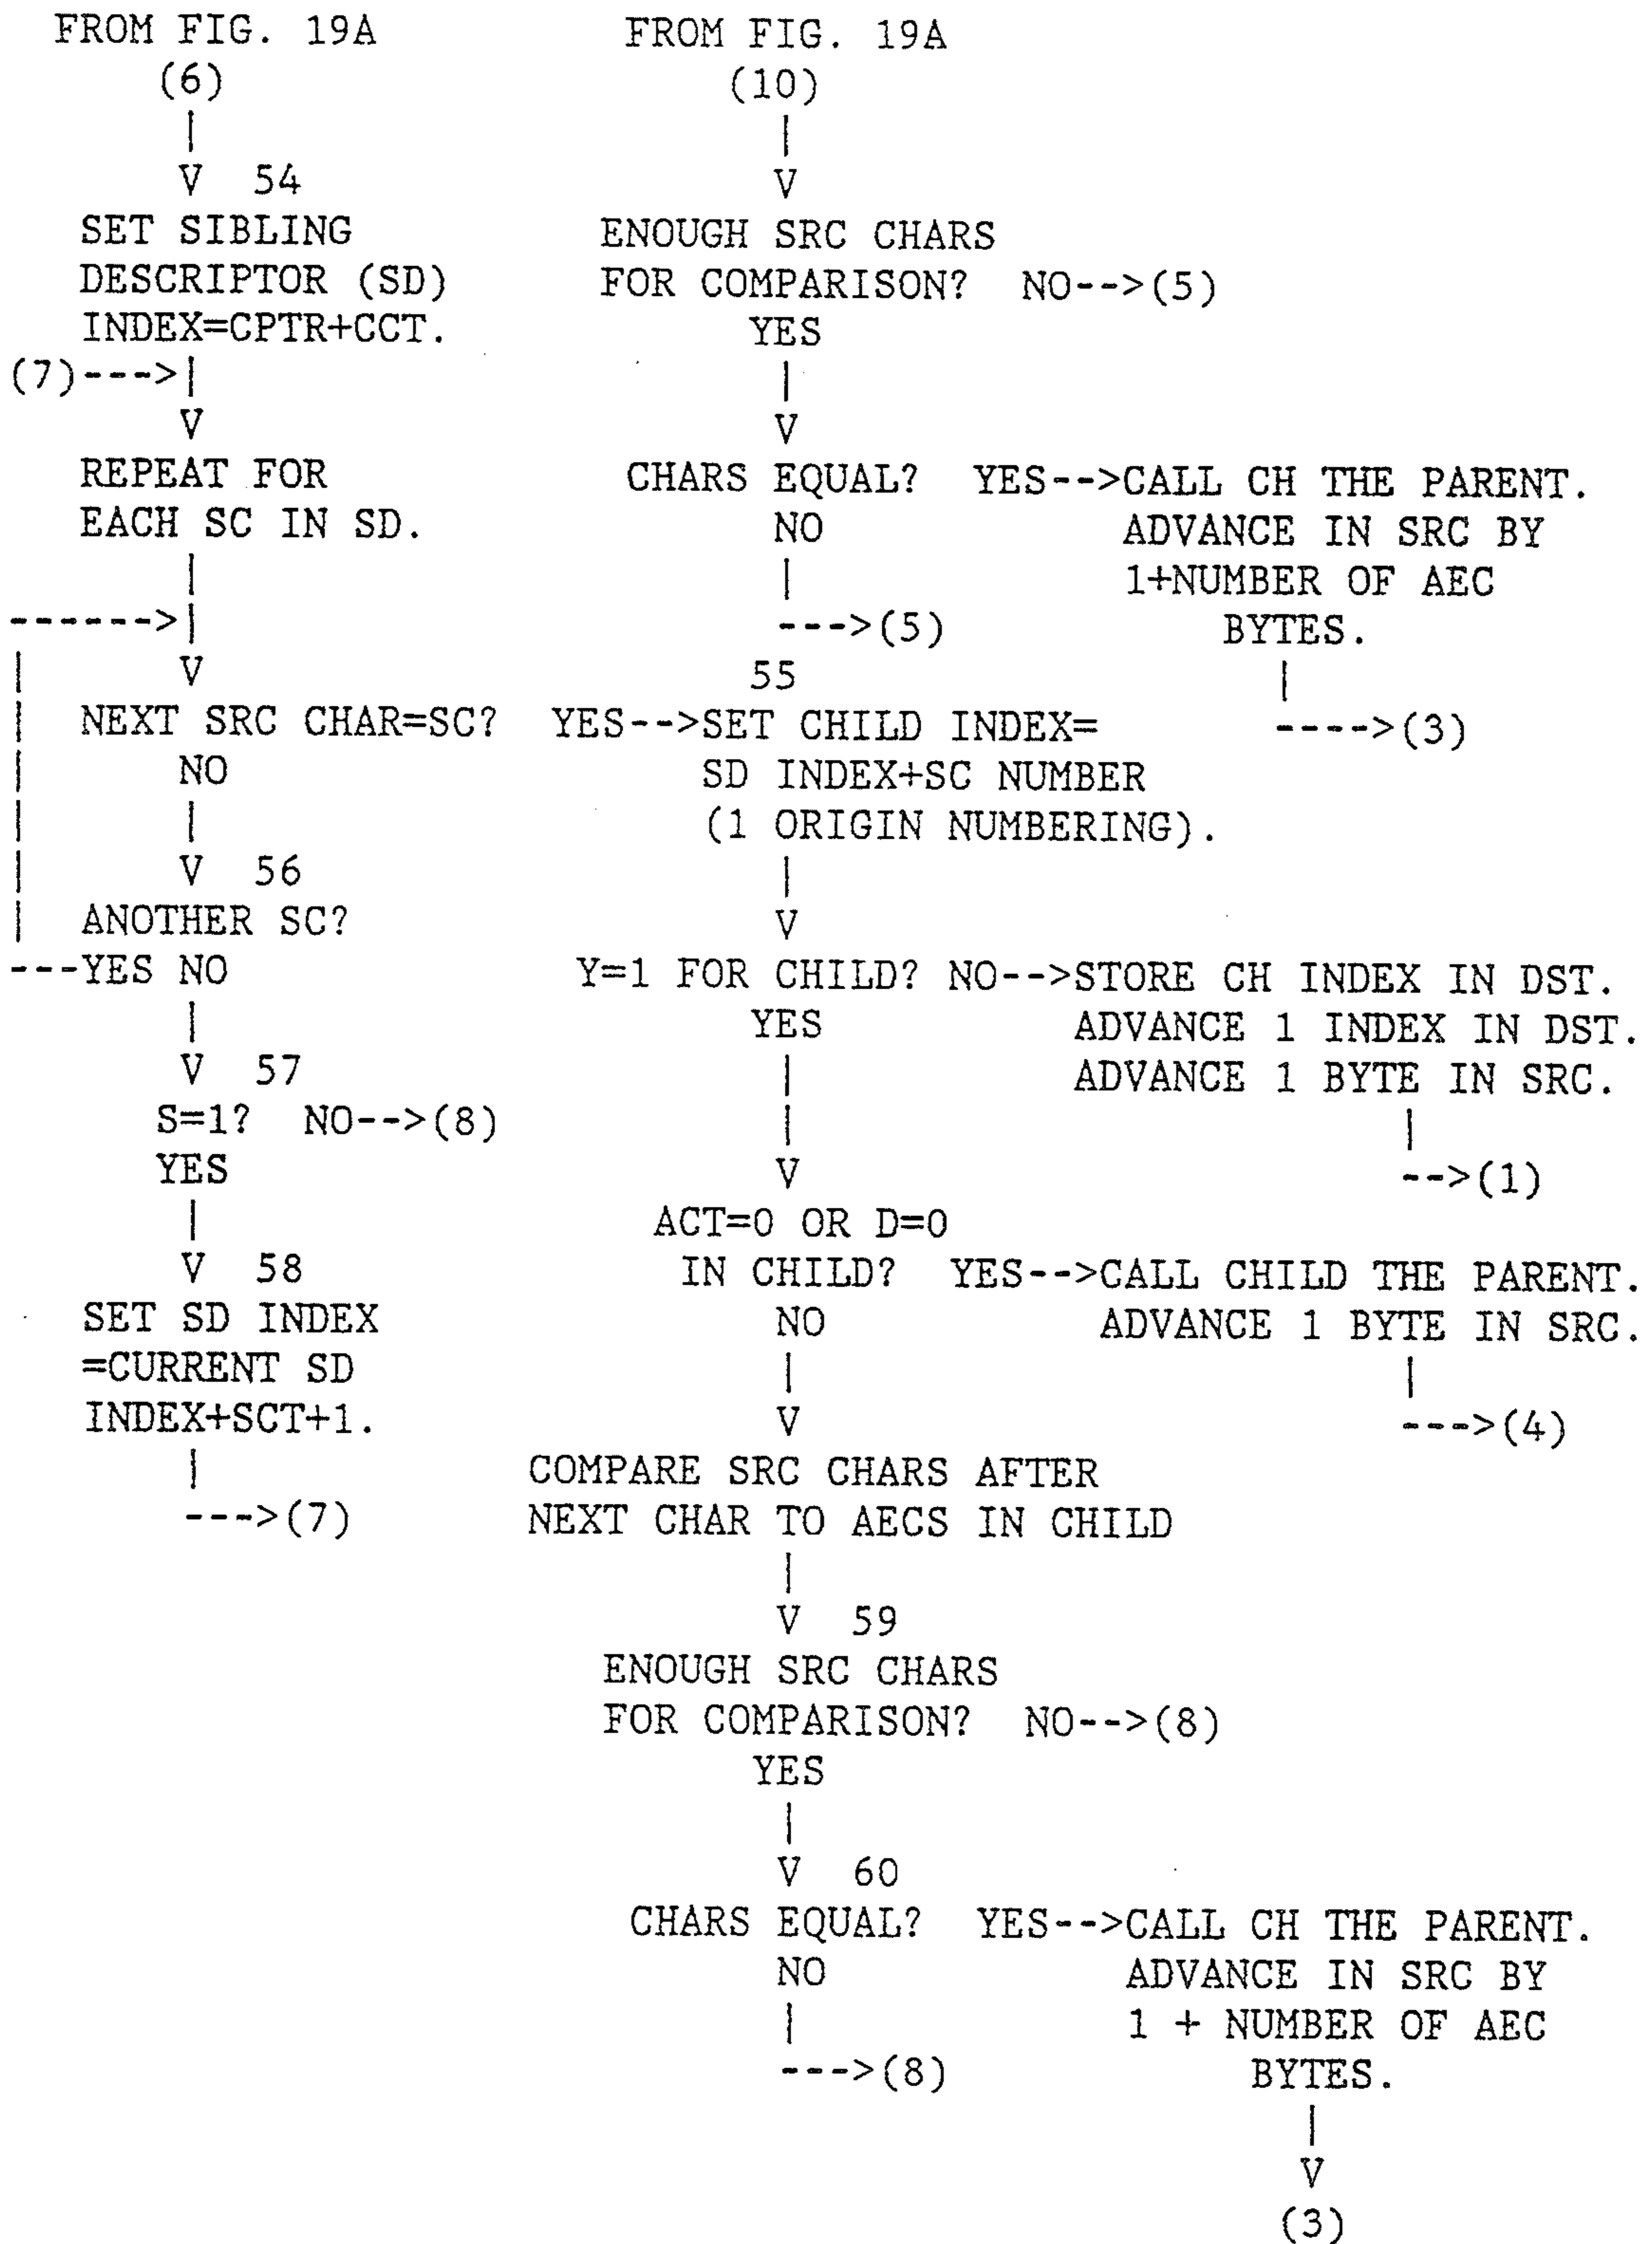 FROM FIG. 19A FROM FIG. 19A
(6) (10)
| |
V 54 V
SET SIBLING ENOUGH SRC CHARS
DESCRIPTOR (SD) FOR COMPARISON? NO-->(5)
INDEX=CPTR+CCT. YES
(7)--->| |
V V
REPEAT FOR CHARS EQUAL? YES-->CALL CH THE PARENT.
EACH SC IN SD. NO ADVANCE IN SRC BY
| | 1+NUMBER OF AEC
------>| --->(5) BYTES.
| V 55 |
| NEXT SRC CHAR=SC? YES-->SET CHILD INDEX= ---->(3)
| NO SD INDEX+SC NUMBER
| | (1 ORIGIN NUMBERING).
| V 56 |
| ANOTHER SC? V
---YES NO Y=1 FOR CHILD? NO-->STORE CH INDEX IN DST.
| YES ADVANCE 1 INDEX IN DST.
V 57 | ADVANCE 1 BYTE IN SRC.
S=1? NO-->(8) | |
YES V -->(1)
| ACT=0 OR D=0
V 58 IN CHILD? YES-->CALL CHILD THE PARENT.
SET SD INDEX NO ADVANCE 1 BYTE IN SRC.
=CURRENT SD | |
INDEX+SCT+1. V --->(4)
| COMPARE SRC CHARS AFTER
--->(7) NEXT CHAR TO AECS IN CHILD
|
V 59
ENOUGH SRC CHARS
FOR COMPARISON? NO-->(8)
YES
|
V 60
CHARS EQUAL? YES-->CALL CH THE PARENT.
NO ADVANCE IN SRC BY
| 1 + NUMBER OF AEC
--->(8) BYTES.
|
V
(3)